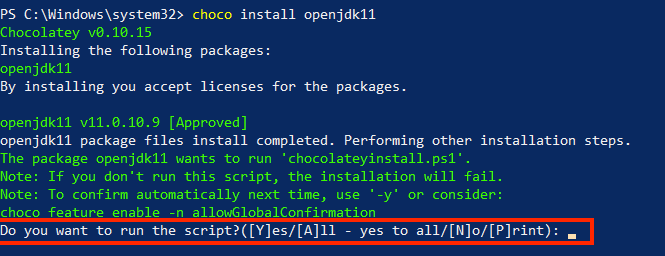 PS C:\Windows\system32> choco install openjdk11
Chocolatey v0.10.15
Installing the following packages:
openjdk11
By installing you accept licenses for the packages.
openjdk11 v11.0.10.9 [Approved]
openjdk11 package files install completed. Performing other installation steps.
The package openjdk11 wants to run 'chocolateyinstall.ps1'.
Note: If you don't run this script, the installation will fail.
Note: To confirm automatically next time, use '-y' or consider:
choco feature enable -n allowGlobalConfirmation
Do you want to run the script?([Y]es/[A]ll - yes to all/[N]o/[P]rint):